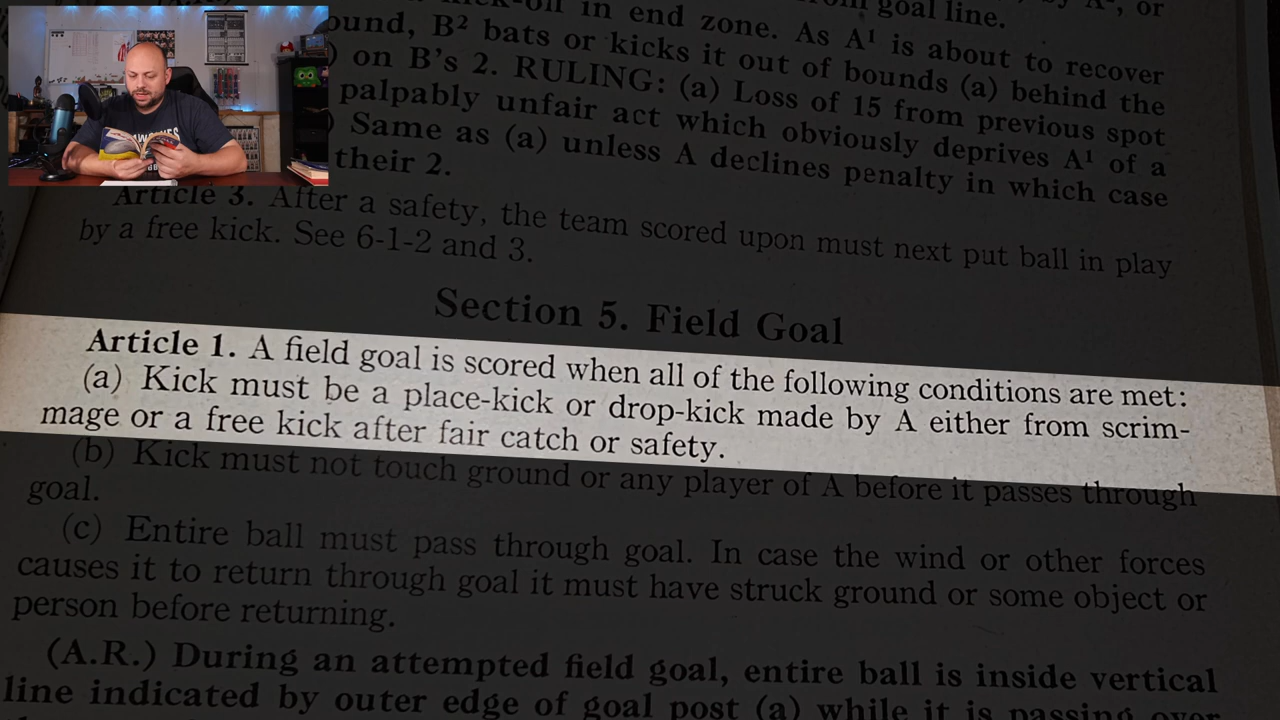 in end zone. As A¹ is about to recover
goal line.
ound, B² bats or kicks it out of bounds (a) behind the
on B's 2. RULING: (a) Loss of 15 from previous spot
palpably unfair act which obviously deprives A¹ of a
Same as (a) unless A declines penalty in which case
their 2.
Article 3. After a safety, the team scored upon must next put ball in play
by a free kick. See 6-1-2 and 3.
Section 5. Field Goal
Article 1. A field goal is scored when all of the following conditions are met:
(a) Kick must be a place-kick or drop-kick made by A either from scrim-
mage or a free kick after fair catch or safety.
(b) Kick must not touch ground or any player of A before it passes through
goal.
(c) Entire ball must pass through goal. In case the wind or other forces
causes it to return through goal it must have struck ground or some object or
person before returning.
(A.R.) During an attempted field goal, entire ball is inside vertical
line indicated by outer edge of goal post (a) while it is passing over